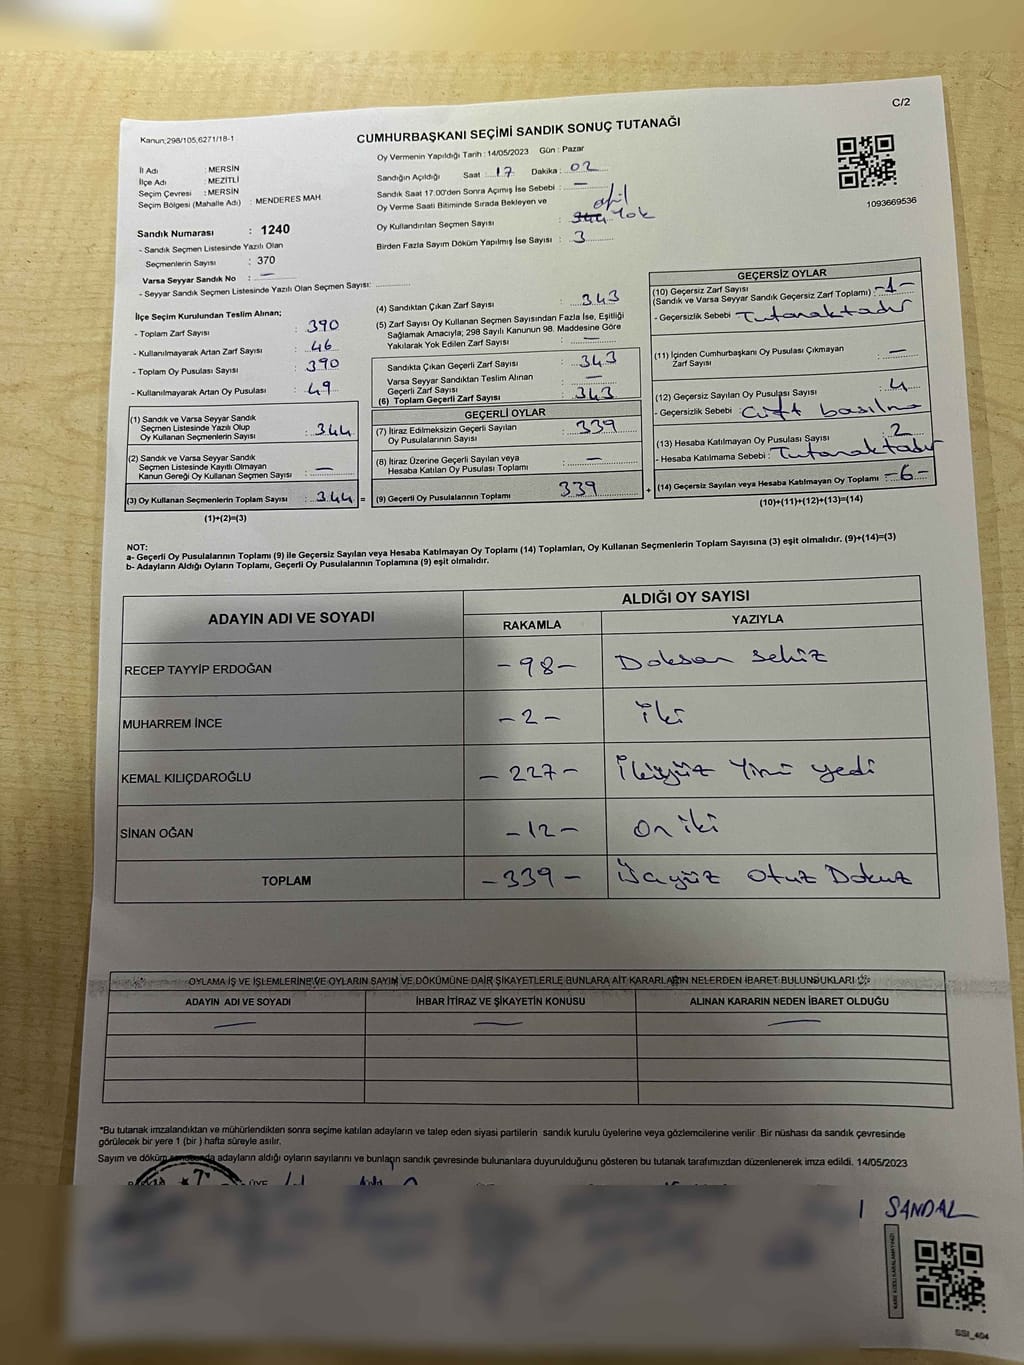 C/2
Kanun;298/105,6271/18-1
CUMHURBAŞKANI SEÇİMİ SANDIK SONUÇ TUTANAĞI
İl Adı : MERSİN
İlçe Adı : MEZİTLİ
Seçim Çevresi : MERSİN
Seçim Bölgesi (Mahalle Adı) : MENDERES MAH
Sandık Numarası : 1240
- Sandık Seçmen Listesinde Yazılı Olan
Seçmenlerin Sayısı : 370
Varsa Seyyar Sandık No : —
- Seyyar Sandık Seçmen Listesinde Yazılı Olan Seçmen Sayısı:
Oy Vermenin Yapıldığı Tarih : 14/05/2023 Gün : Pazar
Sandığın Açıldığı Saat : 17 Dakika : 02
Sandık Saat 17.00'den Sonra Açımış İse Sebebi : —
Oy Verme Saati Bitiminde Sırada Bekleyen ve
Oy Kullandırılan Seçmen Sayısı : Yok
Birden Fazla Sayım Döküm Yapılmış İse Sayısı : 3
1093669536
İlçe Seçim Kurulundan Teslim Alınan;
- Toplam Zarf Sayısı : 390
- Kullanılmayarak Artan Zarf Sayısı : 46
- Toplam Oy Pusulası Sayısı : 390
- Kullanılmayarak Artan Oy Pusulası : 49
(1) Sandık ve Varsa Seyyar Sandık
Seçmen Listesinde Yazılı Olup
Oy Kullanan Seçmenlerin Sayısı : 344
(2) Sandık ve Varsa Seyyar Sandık
Seçmen Listesinde Kayıtlı Olmayan
Kanun Gereği Oy Kullanan Seçmen Sayısı : —
(3) Oy Kullanan Seçmenlerin Toplam Sayısı : 344 =
(1)+(2)=(3)
(4) Sandıktan Çıkan Zarf Sayısı : 343
(5) Zarf Sayısı Oy Kullanan Seçmen Sayısından Fazla İse, Eşitliği
Sağlamak Amacıyla; 298 Sayılı Kanunun 98. Maddesine Göre
Yakılarak Yok Edilen Zarf Sayısı : —
Sandıkta Çıkan Geçerli Zarf Sayısı : 343
Varsa Seyyar Sandıktan Teslim Alınan
Geçerli Zarf Sayısı : —
(6) Toplam Geçerli Zarf Sayısı : 343
GEÇERLİ OYLAR
(7) İtiraz Edilmeksizin Geçerli Sayılan
Oy Pusulalarının Sayısı : 339
(8) İtiraz Üzerine Geçerli Sayılan veya
Hesaba Katılan Oy Pusulası Toplamı : —
(9) Geçerli Oy Pusulalarının Toplamı 339 +
GEÇERSİZ OYLAR
(10) Geçersiz Zarf Sayısı
(Sandık ve Varsa Seyyar Sandık Geçersiz Zarf Toplamı) : -1-
- Geçersizlik Sebebi : Tutanaktadır
(11) İçinden Cumhurbaşkanı Oy Pusulası Çıkmayan
Zarf Sayısı : —
(12) Geçersiz Sayılan Oy Pusulası Sayısı : 4
- Geçersizlik Sebebi : Çift basılma
(13) Hesaba Katılmayan Oy Pusulası Sayısı : 2
- Hesaba Katılmama Sebebi : Tutanaktadır
(14) Geçersiz Sayılan veya Hesaba Katılmayan Oy Toplamı : -6-
(10)+(11)+(12)+(13)=(14)
NOT:
a- Geçerli Oy Pusulalarının Toplamı (9) ile Geçersiz Sayılan veya Hesaba Katılmayan Oy Toplamı (14) Toplamları, Oy Kullanan Seçmenlerin Toplam Sayısına (3) eşit olmalıdır. (9)+(14)=(3)
b- Adayların Aldığı Oyların Toplamı, Geçerli Oy Pusulalarının Toplamına (9) eşit olmalıdır.
ADAYIN ADI VE SOYADI
ALDIĞI OY SAYISI
RAKAMLA YAZIYLA
RECEP TAYYİP ERDOĞAN -98- Doksan sekiz
MUHARREM İNCE -2- iki
KEMAL KILIÇDAROĞLU -227- ikiyüz Yirmi yedi
SİNAN OĞAN -12- on iki
TOPLAM -339- Üçyüz otuz Dokuz
OYLAMA İŞ VE İŞLEMLERİNE VE OYLARIN SAYIM VE DÖKÜMÜNE DAİR ŞİKAYETLERLE BUNLARA AİT KARARLARIN NELERDEN İBARET BULUNDUKLARI
ADAYIN ADI VE SOYADI İHBAR İTİRAZ VE ŞİKAYETİN KONUSU ALINAN KARARIN NEDEN İBARET OLDUĞU
— — —
*Bu tutanak imzalandıktan ve mühürlendikten sonra seçime katılan adayların ve talep eden siyasi partilerin sandık kurulu üyelerine veya gözlemcilerine verilir. Bir nüshası da sandık çevresinde
görülecek bir yere 1 (bir) hafta süreyle asılır.
Sayım ve döküm sonucunda adayların aldığı oyların sayılarını ve bunların sandık çevresinde bulunanlara duyurulduğunu gösteren bu tutanak tarafımızdan düzenlenerek imza edildi. 14/05/2023
ÜYE
SANDAL
SSI_404